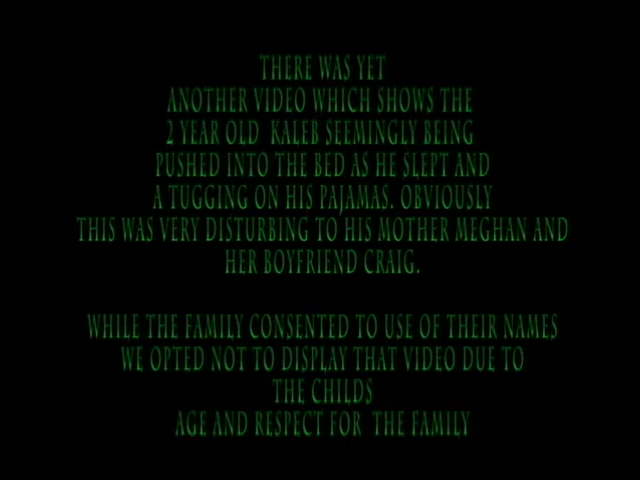 THERE WAS YET
ANOTHER VIDEO WHICH SHOWS THE
2 YEAR OLD KALEB SEEMINGLY BEING
PUSHED INTO THE BED AS HE SLEPT AND
A TUGGING ON HIS PAJAMAS. OBVIOUSLY
THIS WAS VERY DISTURBING TO HIS MOTHER MEGHAN AND
HER BOYFRIEND CRAIG.
WHILE THE FAMILY CONSENTED TO USE OF THEIR NAMES
WE OPTED NOT TO DISPLAY THAT VIDEO DUE TO
THE CHILDS
AGE AND RESPECT FOR THE FAMILY